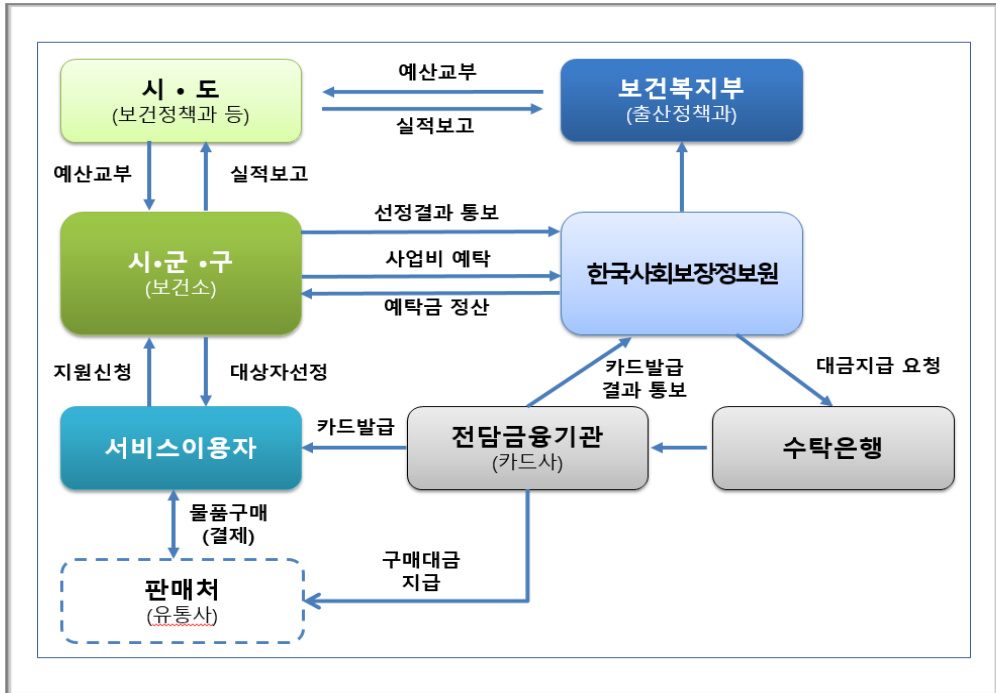 시 • 도
(보건정책과 등)
예산교부
실적보고
보건복지부
(출산정책과)
예산교부
실적보고
시•군 •구
(보건소)
선정결과 통보
사업비 예탁
예탁금 정산
한국사회보장정보원
지원신청
대상자선정
카드발급
결과 통보
대금지급 요청
서비스이용자
카드발급
전담금융기관
(카드사)
수탁은행
물품구매
(결제)
구매대금
지급
판매처
(유통사)